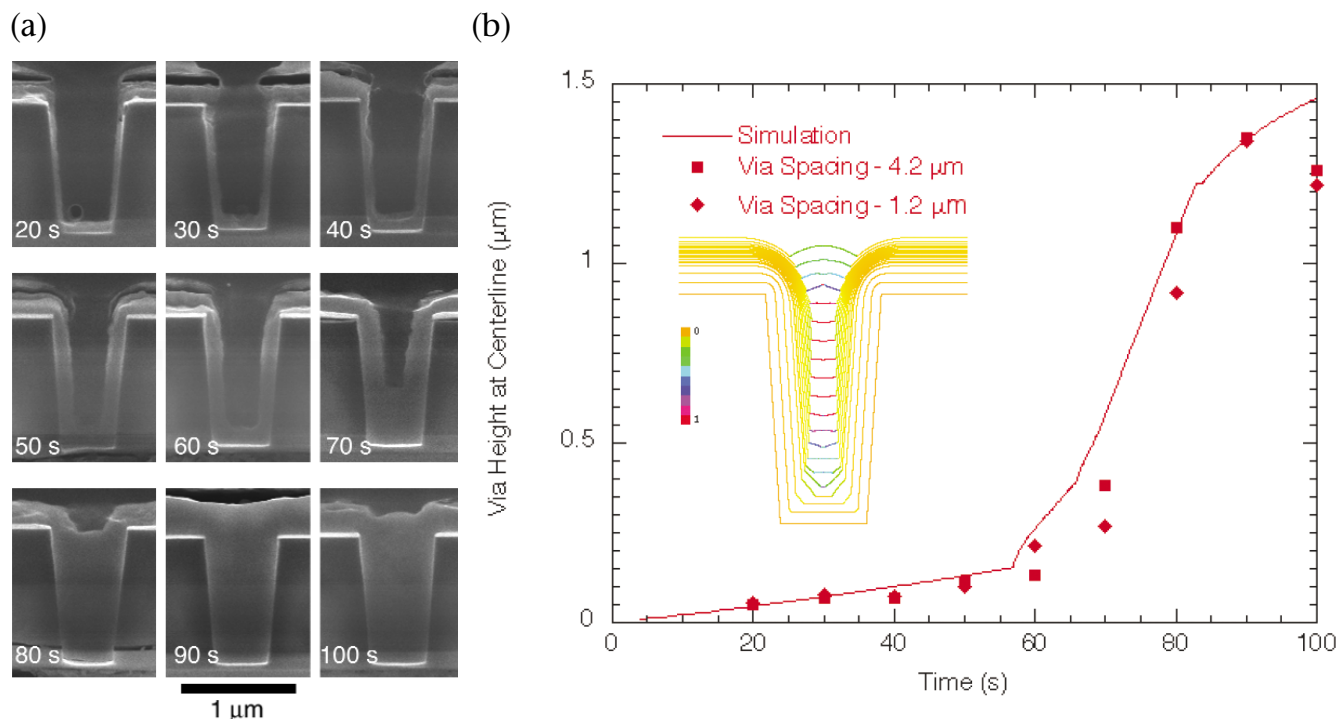 (a)
(b)
20 s
30 s
40 s
50 s
60 s
70 s
80 s
90 s
100 s
1 μm
Via Height at Centerline (μm)
1.5
1
0.5
0
Simulation
Via Spacing - 4.2 μm
Via Spacing - 1.2 μm
0
1
0
20
40
60
80
100
Time (s)